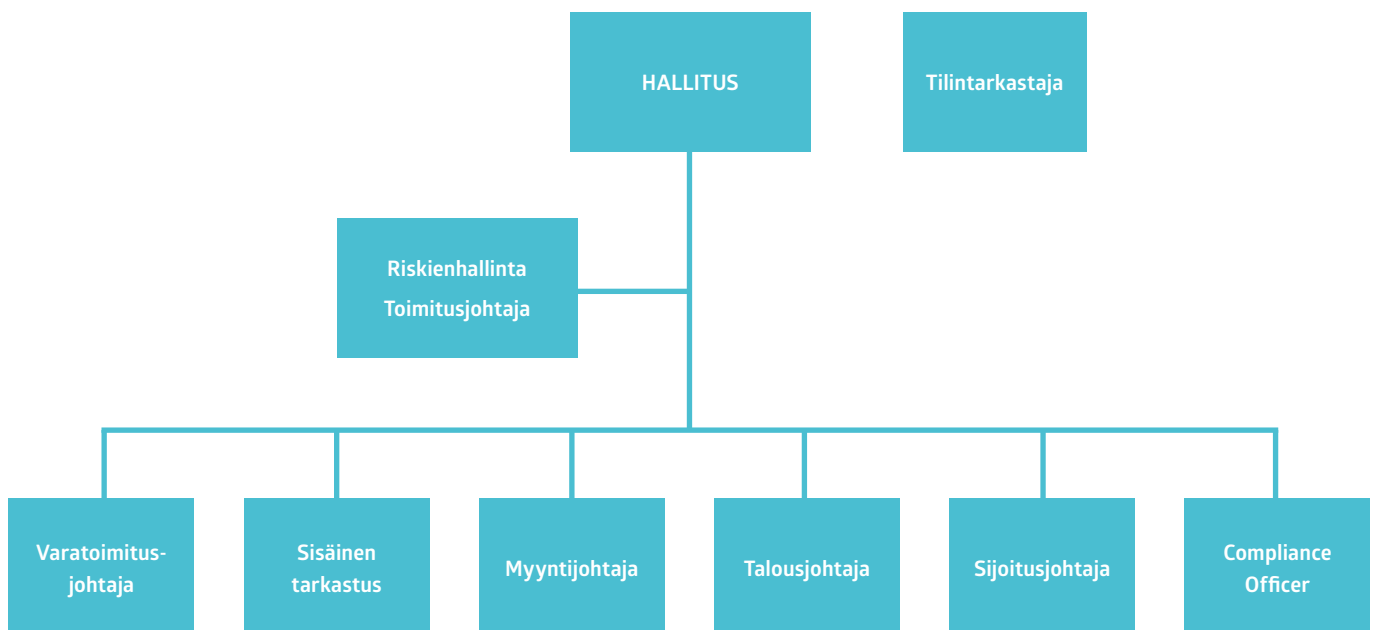 HALLITUS
Tilintarkastaja
Riskienhallinta
Toimitusjohtaja
Varatoimitus-
johtaja
Sisäinen
tarkastus
Myyntijohtaja
Talousjohtaja
Sijoitusjohtaja
Compliance
Officer